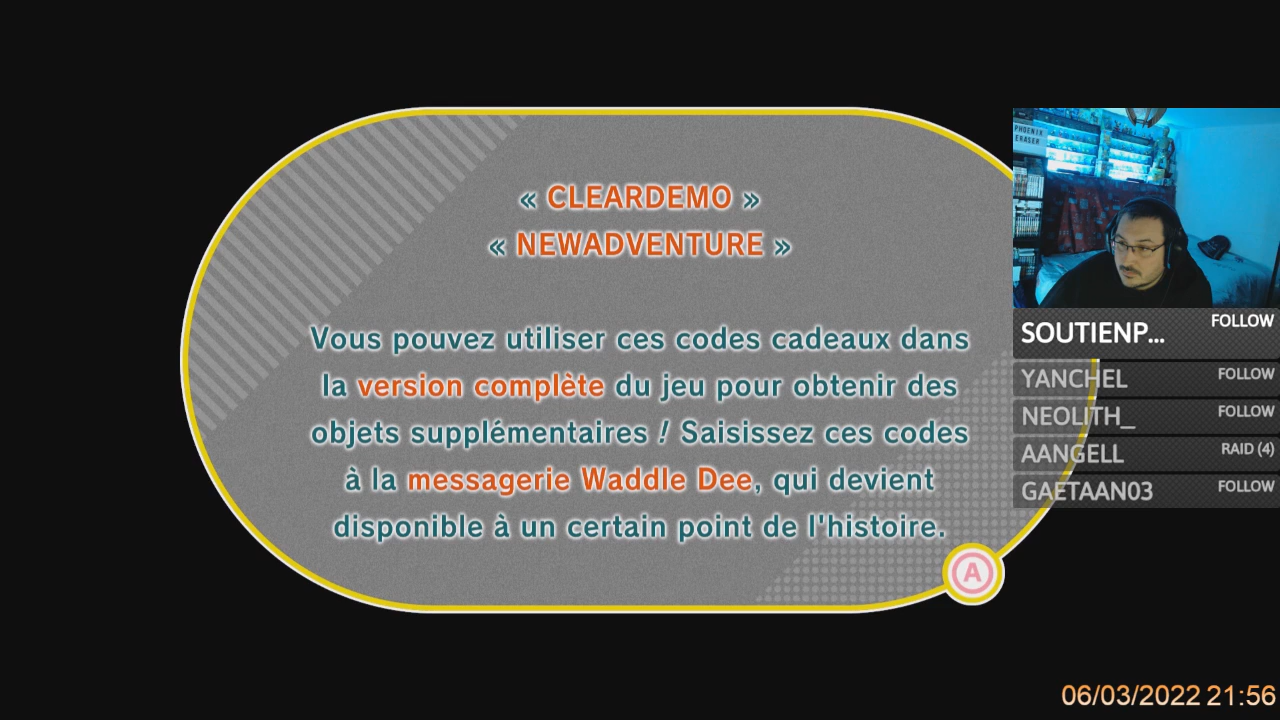 « CLEARDEMO »
« NEWADVENTURE »
Vous pouvez utiliser ces codes cadeaux dans
la version complète du jeu pour obtenir des
objets supplémentaires ! Saisissez ces codes
à la messagerie Waddle Dee, qui devient
disponible à un certain point de l'histoire.
A
PHOENIX
ERASER
SOUTIENP... FOLLOW
YANCHEL FOLLOW
NEOLITH_ FOLLOW
AANGELL RAID (4)
GAETAAN03 FOLLOW
06/03/2022 21:56